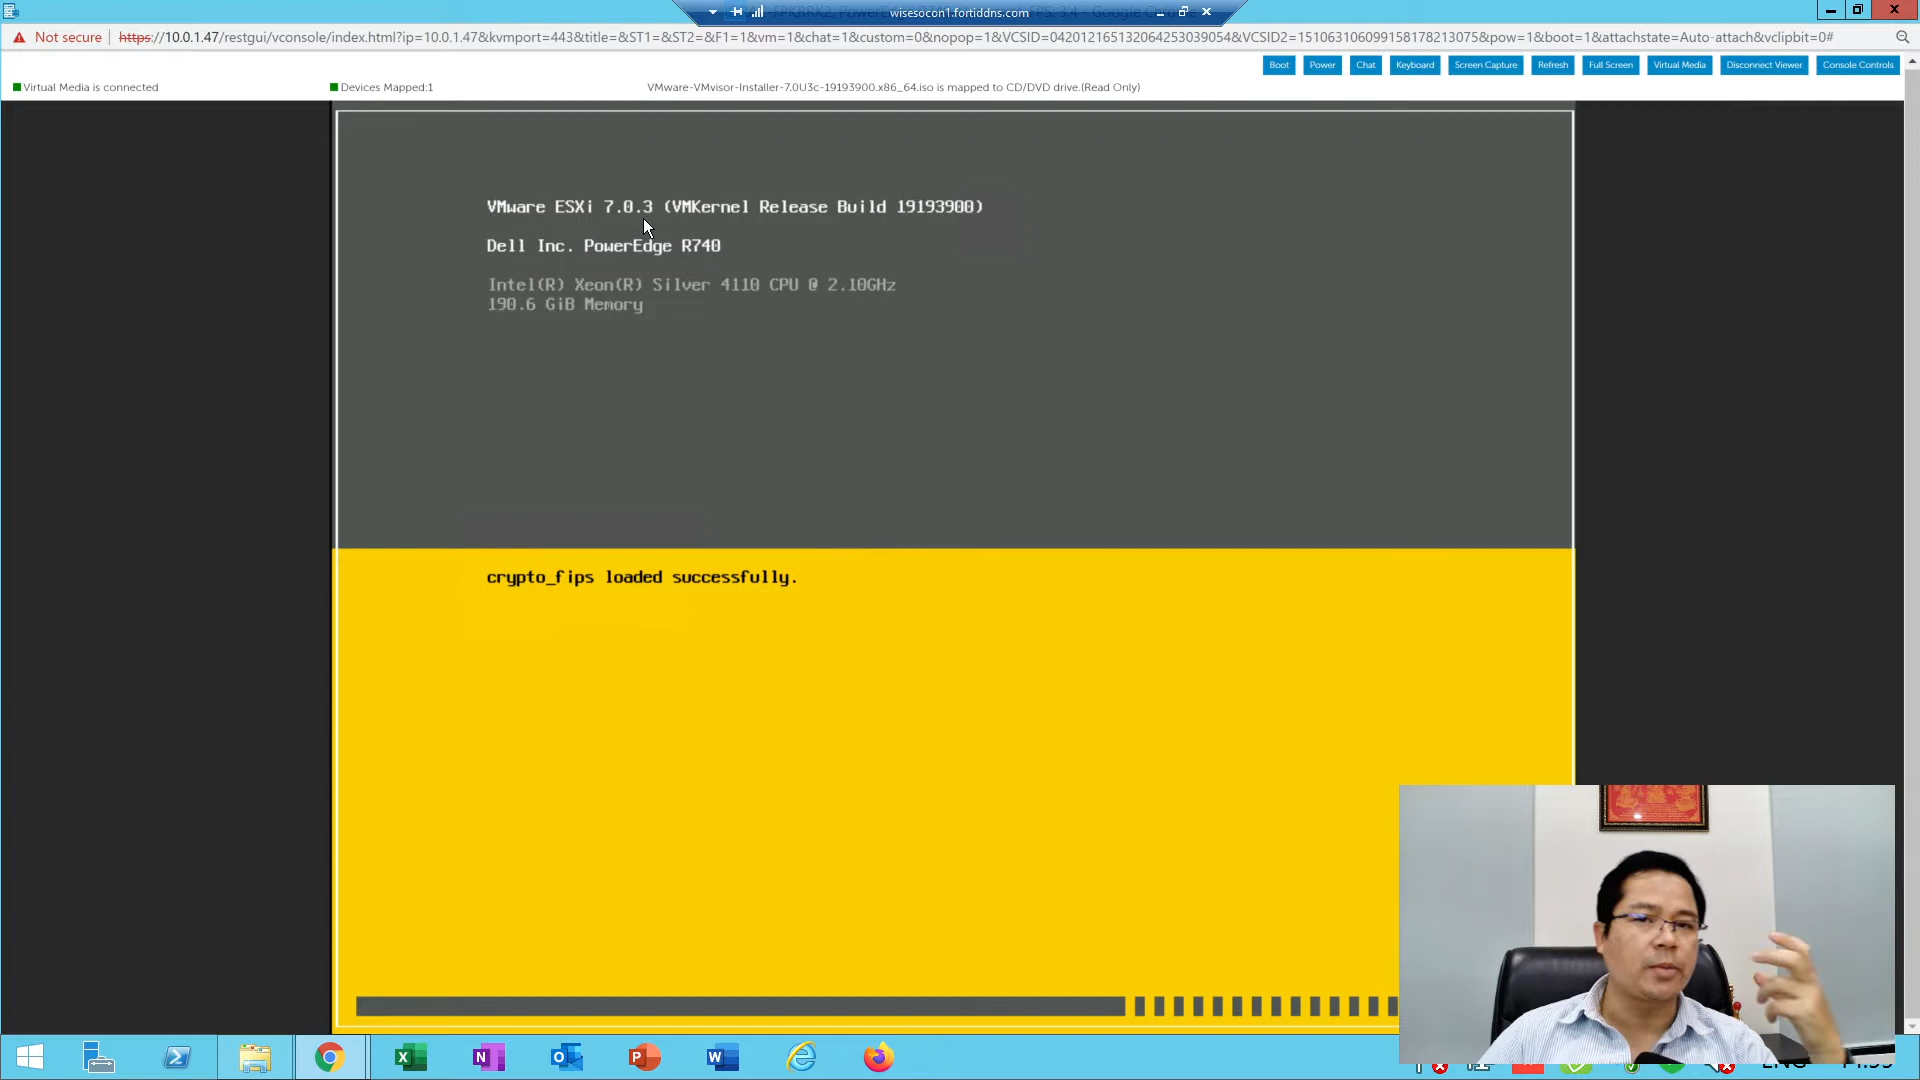 wisesocon1.fortiddns.com
Not secure
https://10.0.1.47/restgui/vconsole/index.html?ip=10.0.1.47&kvmport=443&title=&ST1=&ST2=&F1=1&vm=1&chat=1&custom=0&nopop=1&VCSID=042012165132064253039054&VCSID2=151063106099158178213075&pow=1&boot=1&attachstate=Auto-attach&vclipbit=0#
Boot
Power
Chat
Keyboard
Screen Capture
Refresh
Full Screen
Virtual Media
Disconnect Viewer
Console Controls
Virtual Media is connected
Devices Mapped:1
VMware-VMvisor-Installer-7.0U3c-19193900.x86_64.iso is mapped to CD/DVD drive.(Read Only)
VMware ESXi 7.0.3 (VMKernel Release Build 19193900)
Dell Inc. PowerEdge R740
Intel(R) Xeon(R) Silver 4110 CPU @ 2.10GHz
190.6 GiB Memory
crypto_fips loaded successfully.